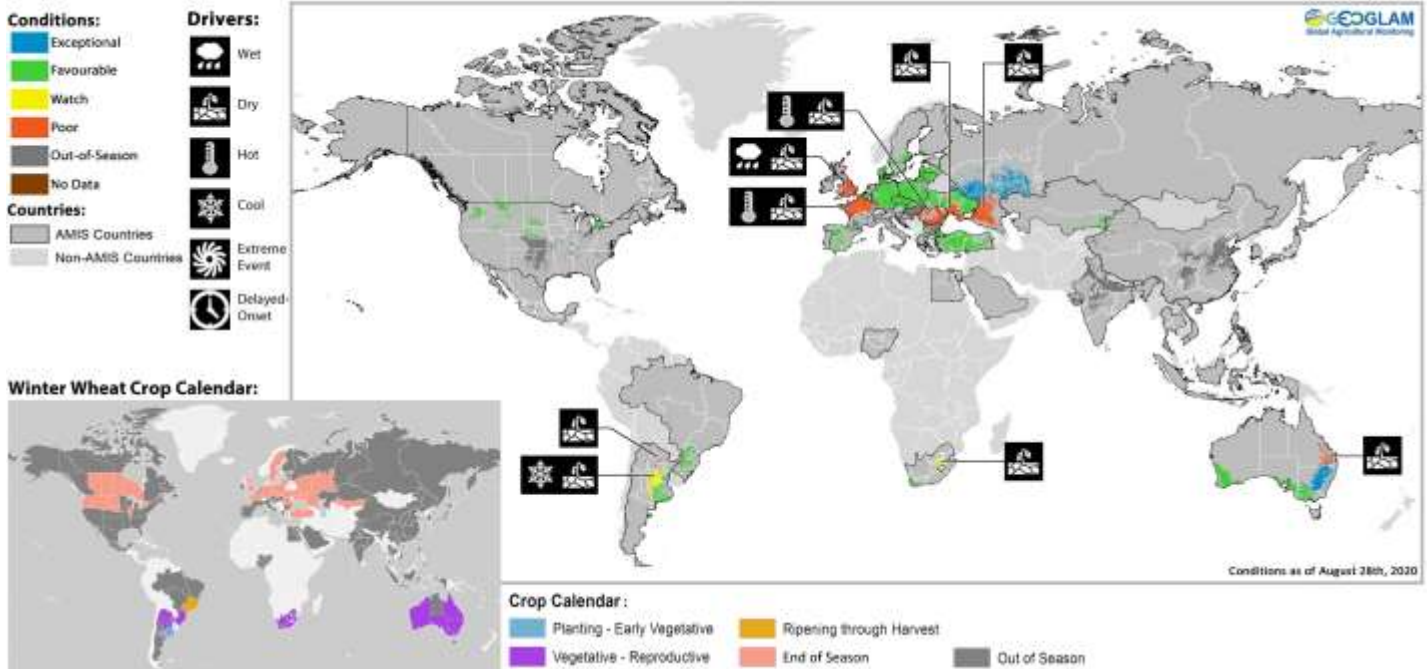 Conditions:
Exceptional
Favourable
Watch
Poor
Out-of-Season
No Data
Countries:
AMIS Countries
Non-AMIS Countries
Drivers:
Wet
Dry
Hot
Cool
Extreme
Event
Delayed-
Onset
GEOGLAM
Global Agricultural Monitoring
Conditions as of August 28th, 2020
Winter Wheat Crop Calendar:
Crop Calendar :
Planting - Early Vegetative
Vegetative - Reproductive
Ripening through Harvest
End of Season
Out of Season